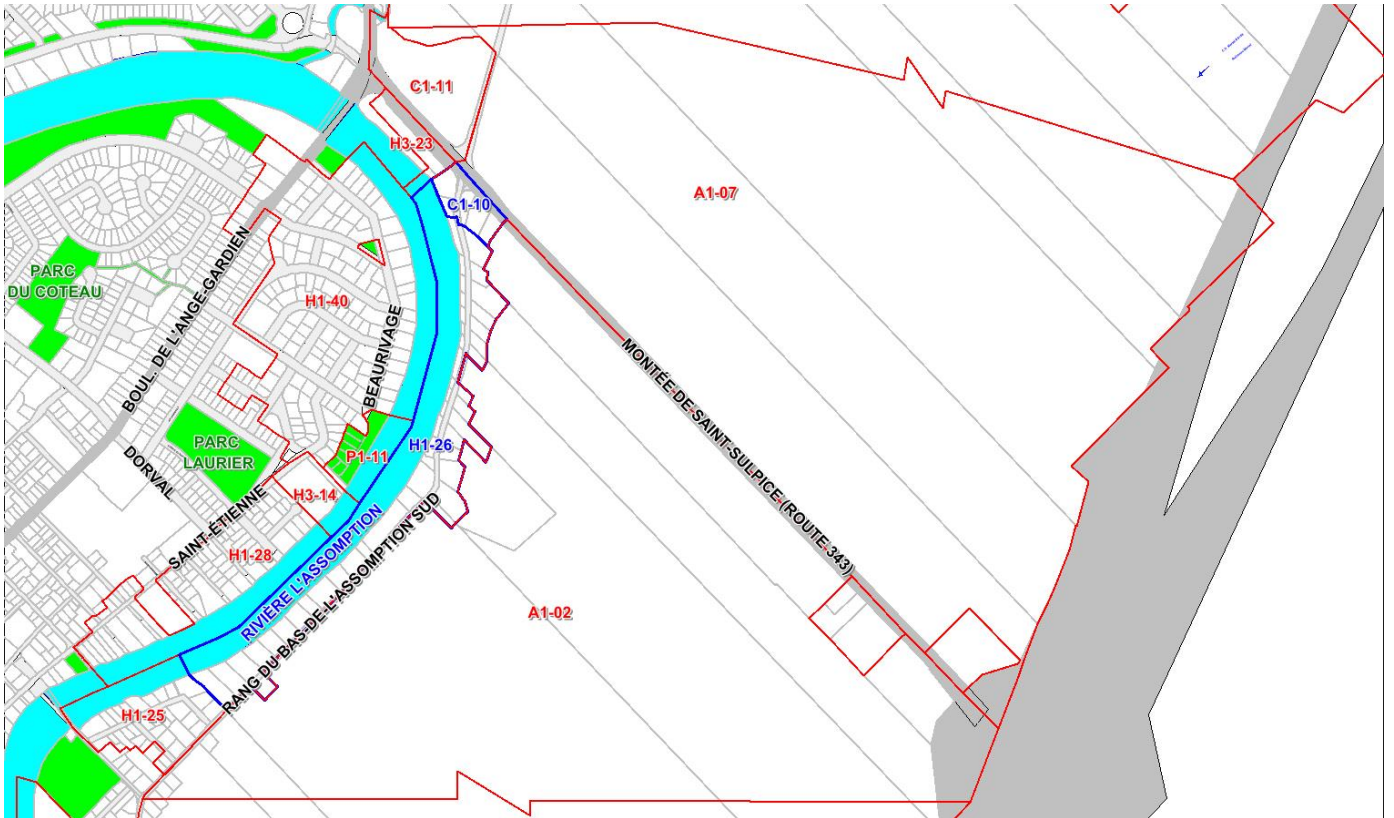 C1-11
H3-23
A1-07
C1-10
PARC
DU COTEAU
BOUL. DE L'ANGE-GARDIEN
H1-40
BEAURIVAGE
MONTÉE-DE-SAINT-SULPICE-(ROUTE-343)
PARC
LAURIER
DORVAL
P1-11
H1-26
H3-14
SAINT-ÉTIENNE
H1-28
RIVIÈRE L'ASSOMPTION
RANG DU BAS-DE-L'ASSOMPTION SUD
A1-02
H1-25